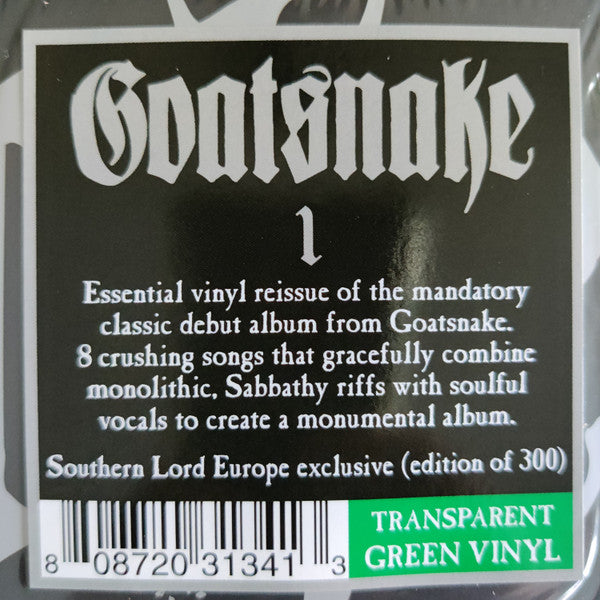 Goatsnake
1
Essential vinyl reissue of the mandatory
classic debut album from Goatsnake.
8 crushing songs that gracefully combine
monolithic, Sabbathy riffs with soulful
vocals to create a monumental album.
Southern Lord Europe exclusive (edition of 300)
8 08720 31341 3
TRANSPARENT
GREEN VINYL